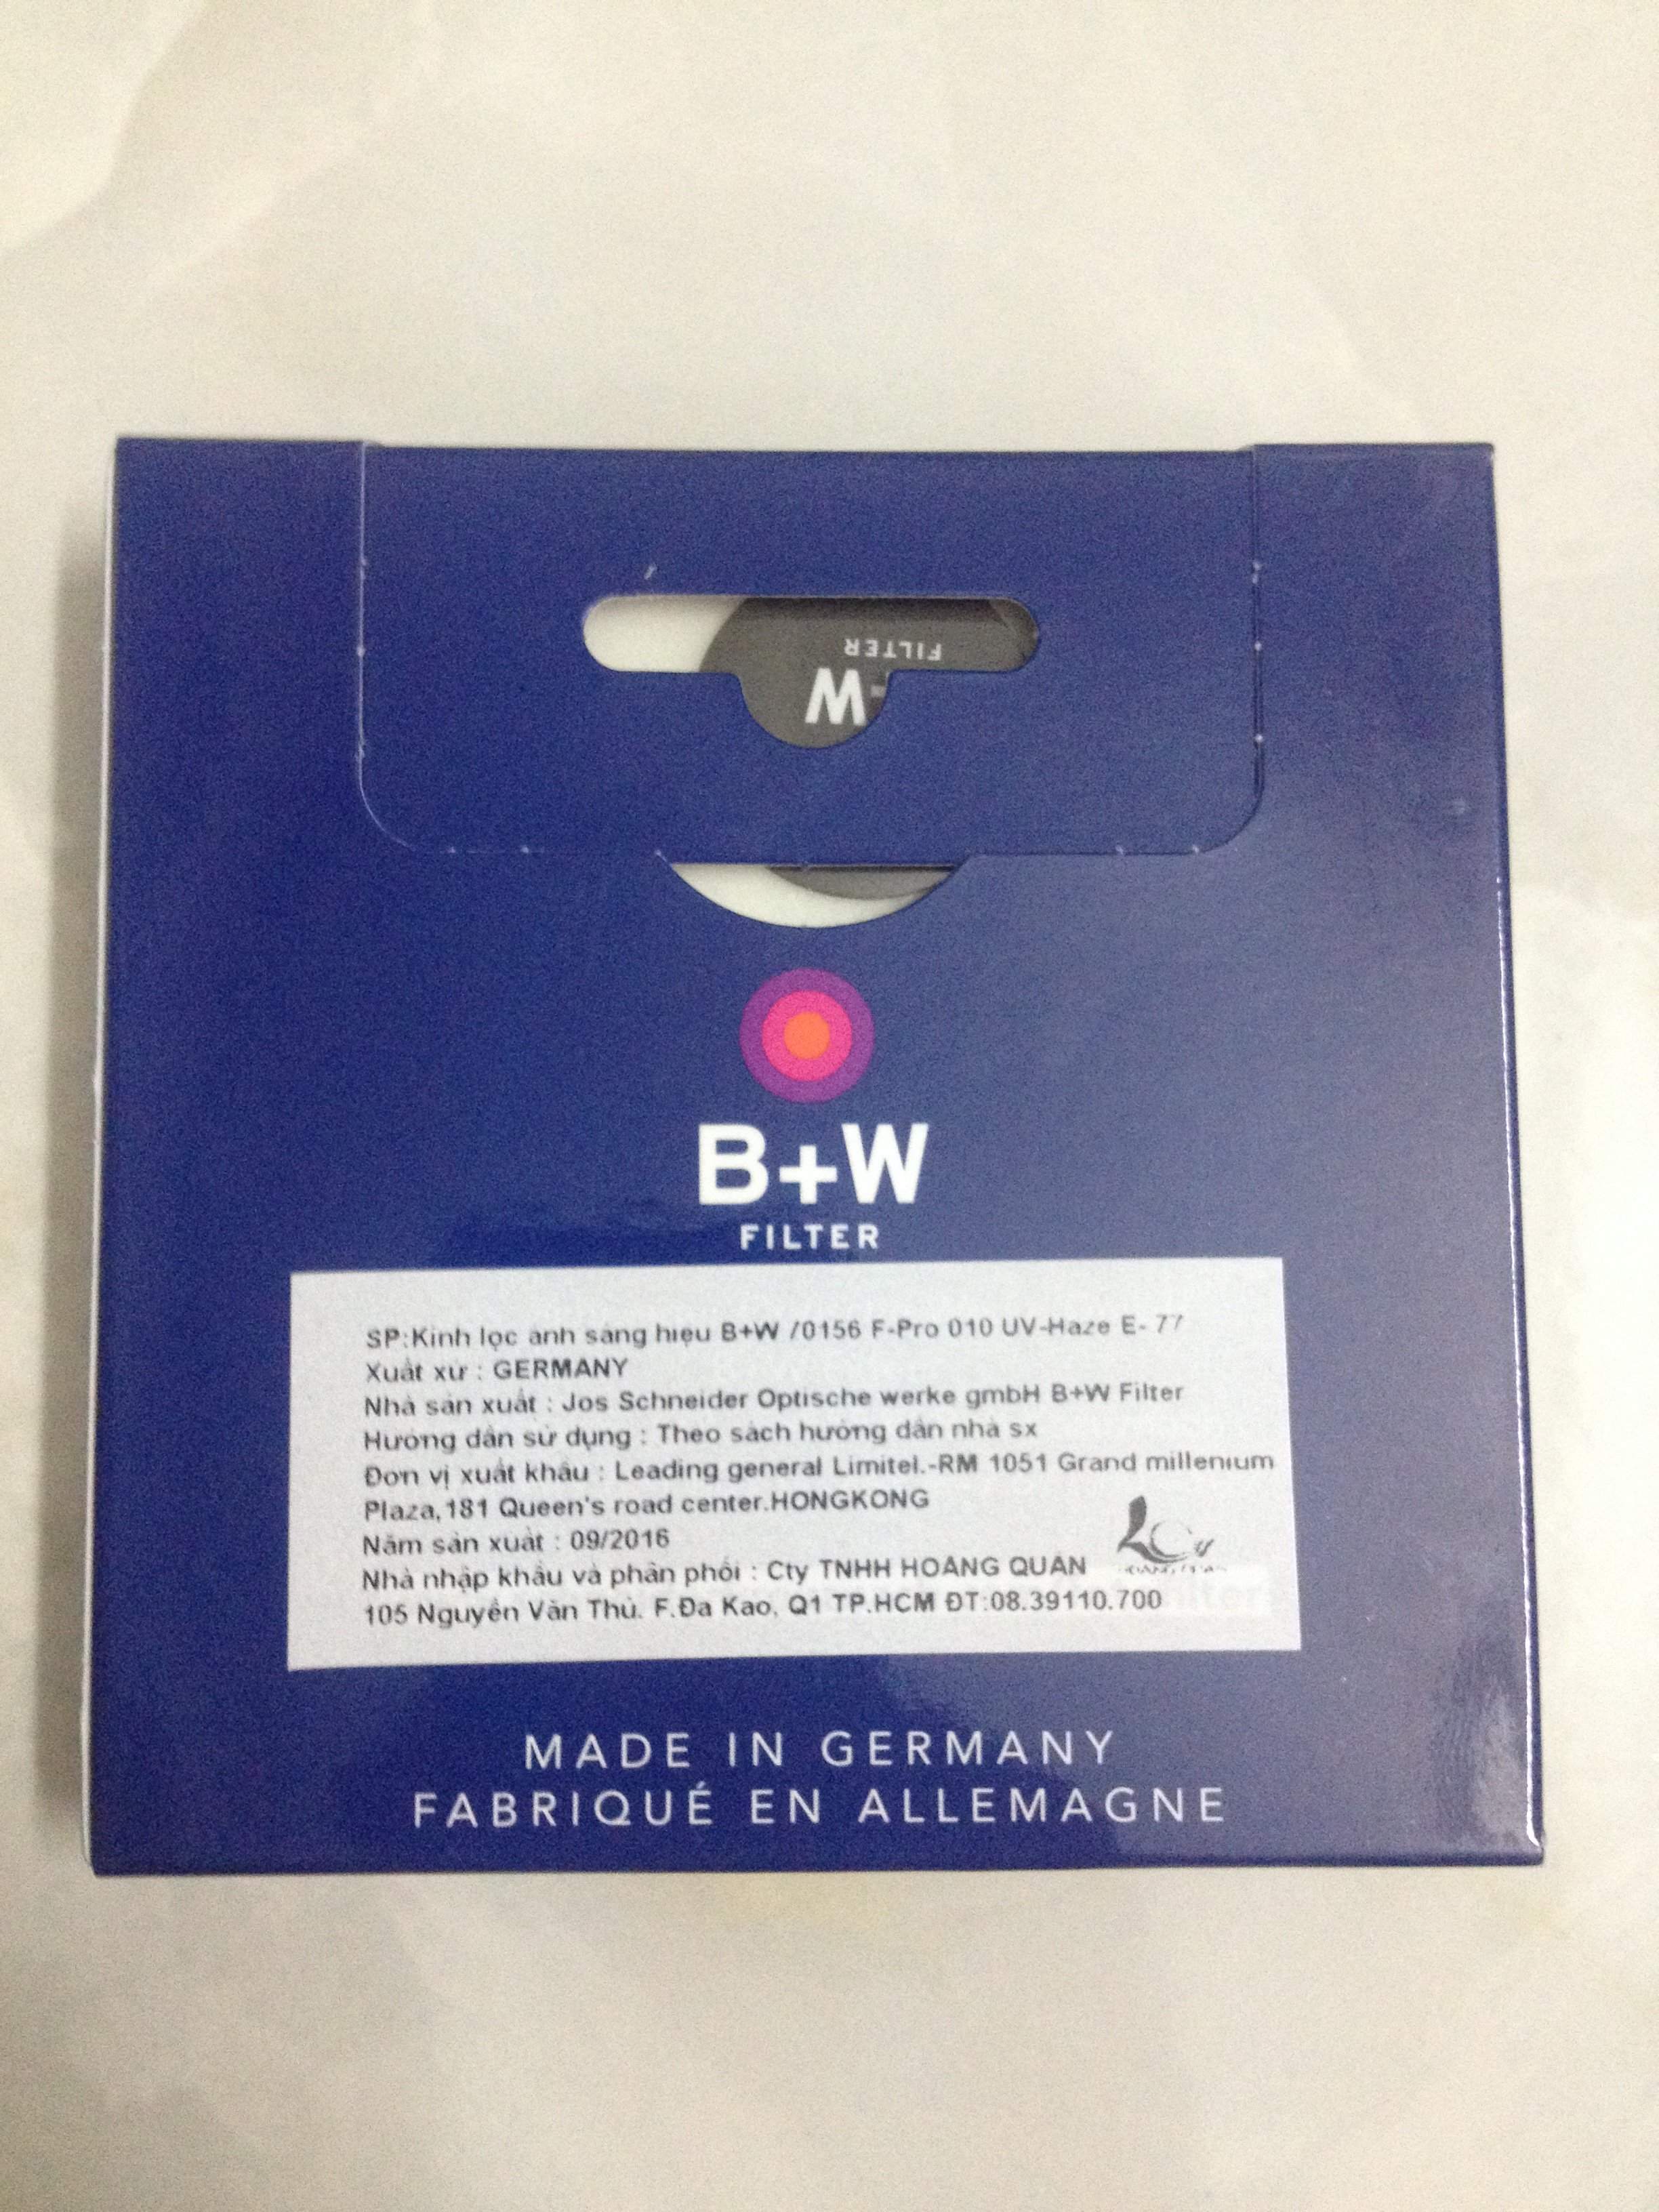 FILTER
W
B+W
FILTER
SP:Kính lọc ánh sáng hiệu B+W /0156 F-Pro 010 UV-Haze E- 77
Xuất xứ : GERMANY
Nhà sản xuất : Jos Schneider Optische werke gmbH B+W Filter
Hướng dẫn sử dụng : Theo sách hướng dẫn nhà sx
Đơn vị xuất khẩu : Leading general Limitel.-RM 1051 Grand millenium
Plaza,181 Queen's road center.HONGKONG
Năm sản xuất : 09/2016
Nhà nhập khẩu và phân phối : Cty TNHH HOÀNG QUÂN
105 Nguyễn Văn Thủ. F.Đa Kao, Q1 TP.HCM ĐT:08.39110.700
MADE IN GERMANY
FABRIQUÉ EN ALLEMAGNE